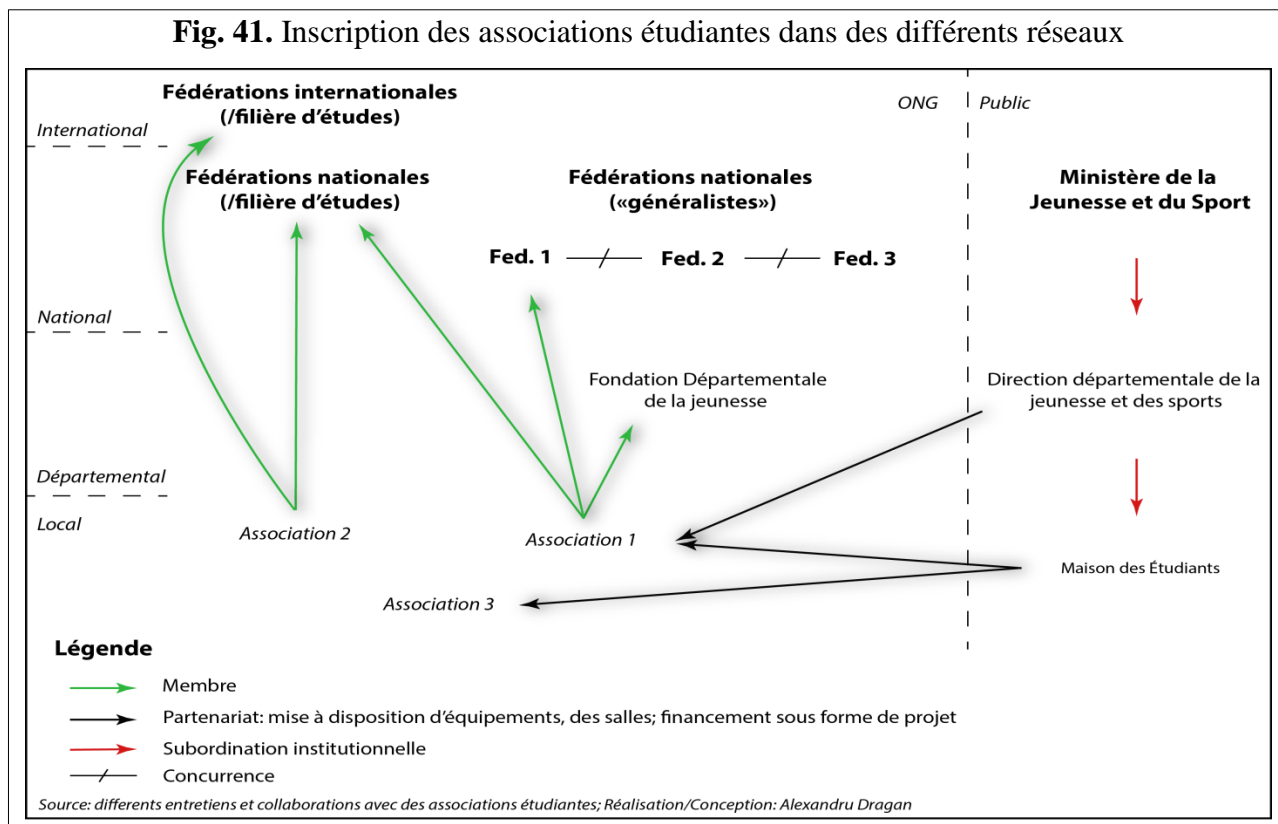 Fig. 41. Inscription des associations étudiantes dans des différents réseaux
Fédérations internationales
(/filière d'études)
ONG
Public
International
Fédérations nationales
(/filière d'études)
Fédérations nationales
(«généralistes»)
Ministère de la
Jeunesse et du Sport
Fed. 1
Fed. 2
Fed. 3
National
Fondation Départementale
de la jeunesse
Direction départementale de la
jeunesse et des sports
Départemental
Local
Association 2
Association 1
Maison des Étudiants
Association 3
Légende
Membre
Partenariat: mise à disposition d'équipements, des salles; financement sous forme de projet
Subordination institutionnelle
Concurrence
Source: differents entretiens et collaborations avec des associations étudiantes; Réalisation/Conception: Alexandru Dragan